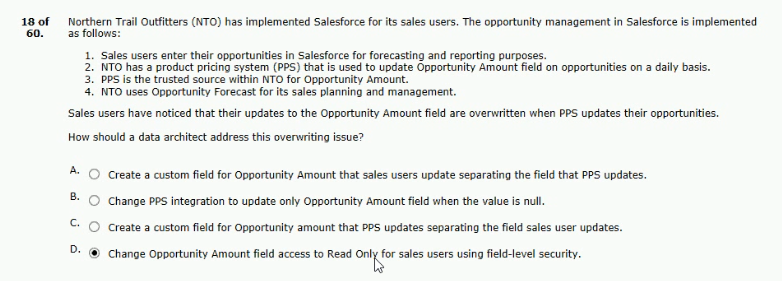 18 of Northern Trail Outfitters (NTO) has implemented Salesforce for its sales users. The opportunity management in Salesforce is implemented
60. as follows:
1. Sales users enter their opportunities in Salesforce for forecasting and reporting purposes.
2. NTO has a product pricing system (PPS) that is used to update Opportunity Amount field on opportunities on a daily basis.
3. PPS is the trusted source within NTO for Opportunity Amount.
4. NTO uses Opportunity Forecast for its sales planning and management.
Sales users have noticed that their updates to the Opportunity Amount field are overwritten when PPS updates their opportunities.
How should a data architect address this overwriting issue?
A. Create a custom field for Opportunity Amount that sales users update separating the field that PPS updates.
B. Change PPS integration to update only Opportunity Amount field when the value is null.
C. Create a custom field for Opportunity amount that PPS updates separating the field sales user updates.
D. Change Opportunity Amount field access to Read Only for sales users using field-level security.